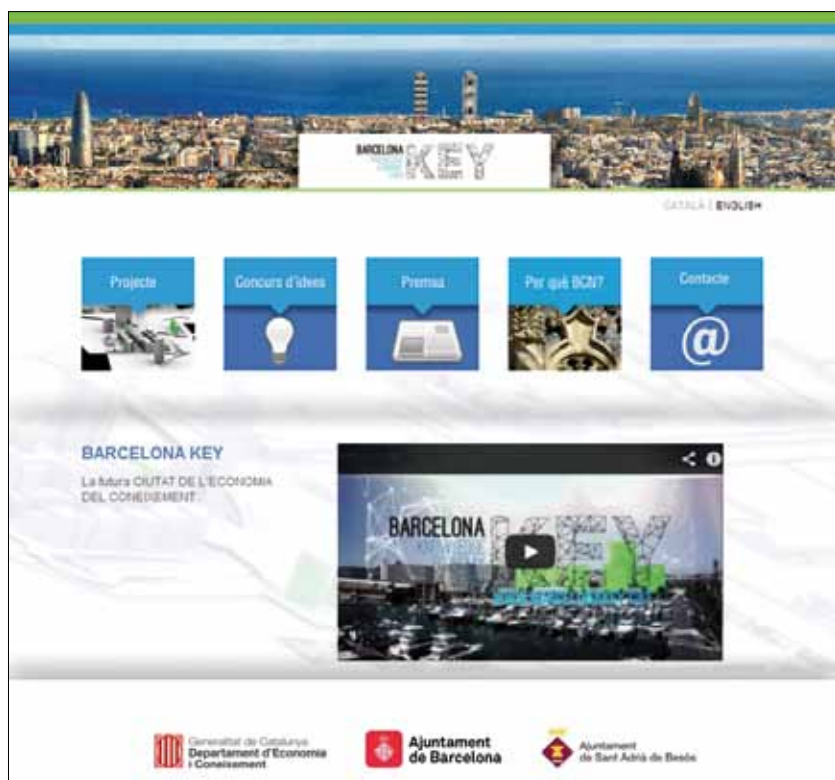 BARCELONA
KEY
CATALÀ | ENGLISH
Projecte
Concurs d'idees
Premsa
Per què BCN?
Contacte
@
BARCELONA KEY
La futura CIUTAT DE L'ECONOMIA
DEL CONEIXEMENT.
BARCELONA
KEY
Generalitat de Catalunya
Departament d'Economia
i Coneixement
Ajuntament
de Barcelona
Ajuntament
de Sant Adrià de Besòs